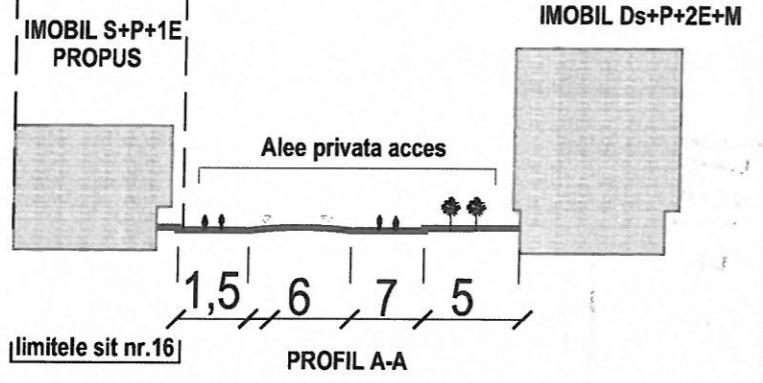 IMOBIL S+P+1E
PROPUS
IMOBIL Ds+P+2E+M
Alee privata acces
1,5 6 7 5
limitele sit nr.16
PROFIL A-A